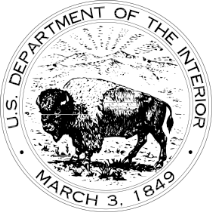 U.S. DEPARTMENT OF THE INTERIOR
MARCH 3, 1849